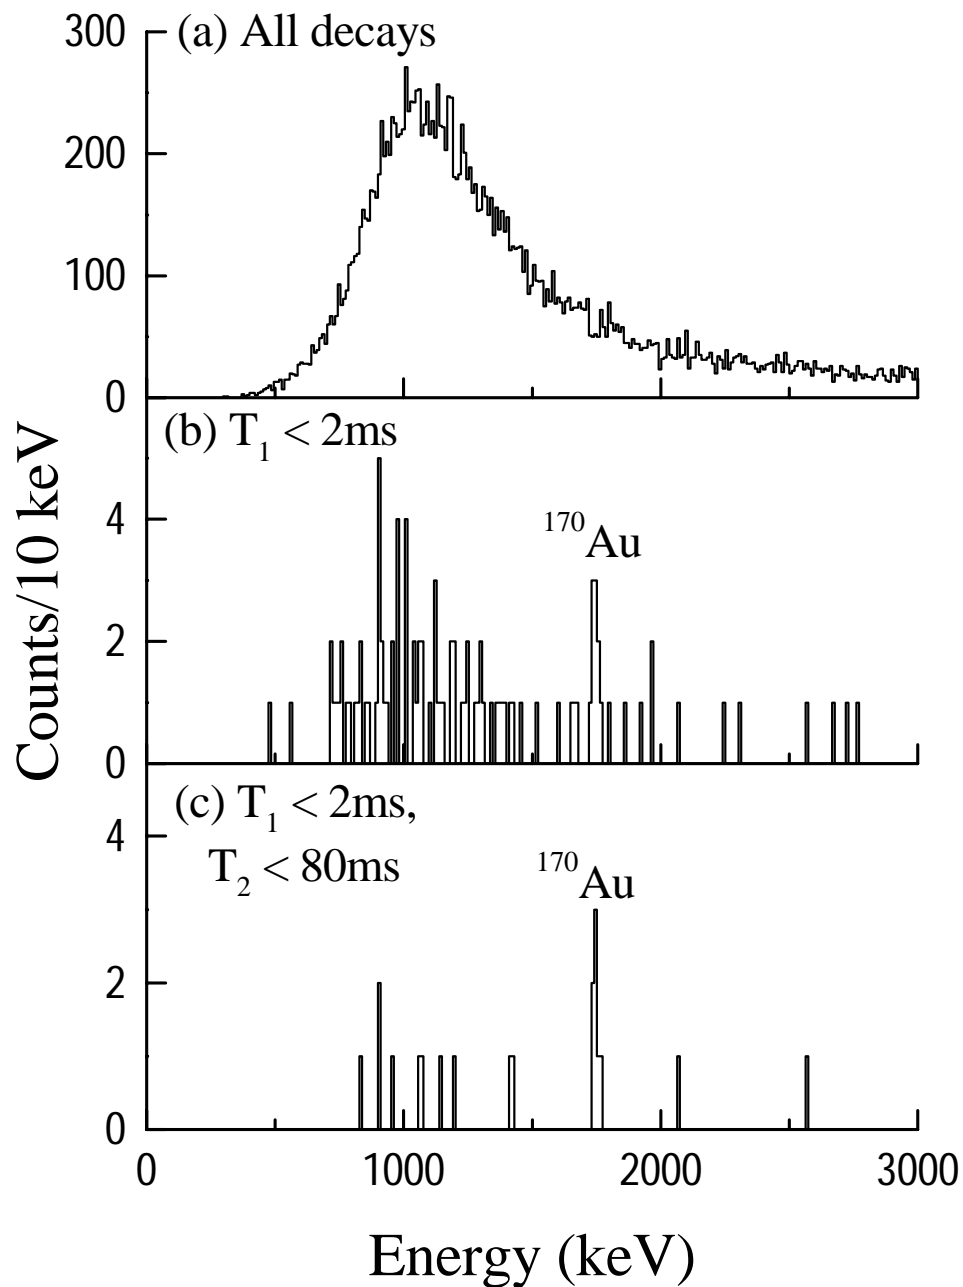 (a) All decays
300
200
100
0
(b) T₁ < 2ms
¹⁷⁰Au
4
2
0
(c) T₁ < 2ms,
T₂ < 80ms
¹⁷⁰Au
4
2
0
0 1000 2000 3000
Energy (keV)
Counts/10 keV